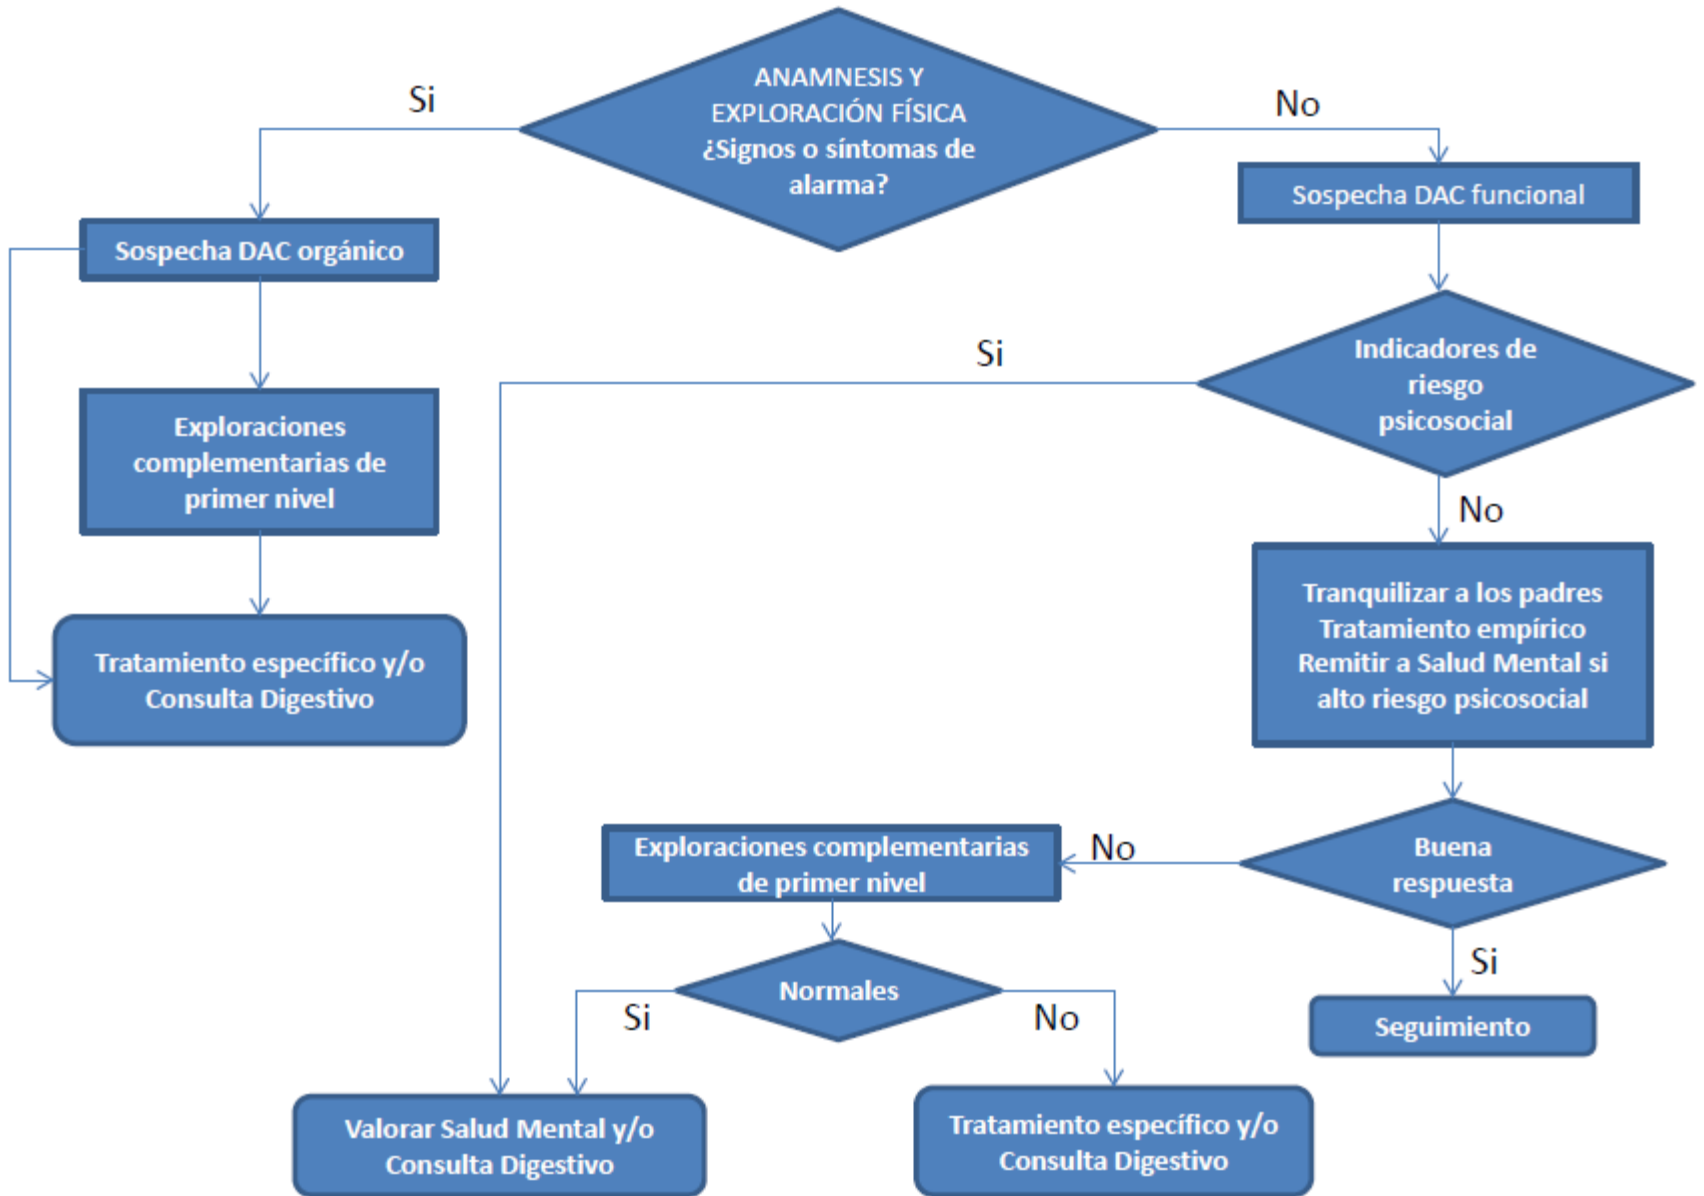 ANAMNESIS Y
EXPLORACIÓN FÍSICA
¿Signos o síntomas de
alarma?
Si
No
Sospecha DAC orgánico
Sospecha DAC funcional
Exploraciones
complementarias de
primer nivel
Tratamiento específico y/o
Consulta Digestivo
Indicadores de
riesgo
psicosocial
Si
No
Tranquilizar a los padres
Tratamiento empírico
Remitir a Salud Mental si
alto riesgo psicosocial
Buena
respuesta
No
Si
Exploraciones complementarias
de primer nivel
Seguimiento
Normales
Si
No
Valorar Salud Mental y/o
Consulta Digestivo
Tratamiento específico y/o
Consulta Digestivo